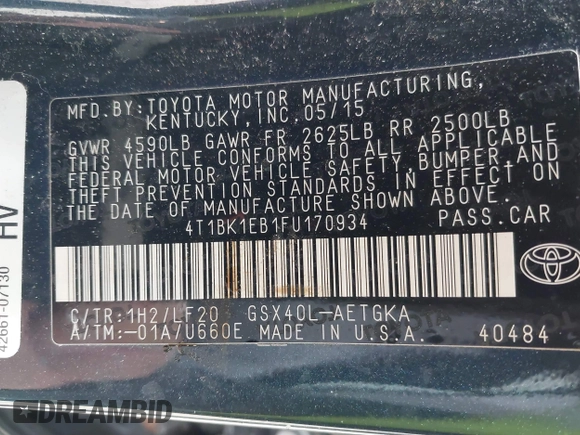 MFD. BY: TOYOTA MOTOR MANUFACTURING,
KENTUCKY, INC. 05/15
GVWR 4590LB GAWR FR 2625LB RR 2500LB
THIS VEHICLE CONFORMS TO ALL APPLICABLE
FEDERAL MOTOR VEHICLE SAFETY, BUMPER, AND
THEFT PREVENTION STANDARDS IN EFFECT ON
THE DATE OF MANUFACTURE SHOWN ABOVE.
4T1BK1EB1FU170934 PASS. CAR
C/TR:1H2/LF20 GSX40L-AETGKA
A/TM:-01A/U660E MADE IN U.S.A. 40484
42661-07130 HV
DREAMBID